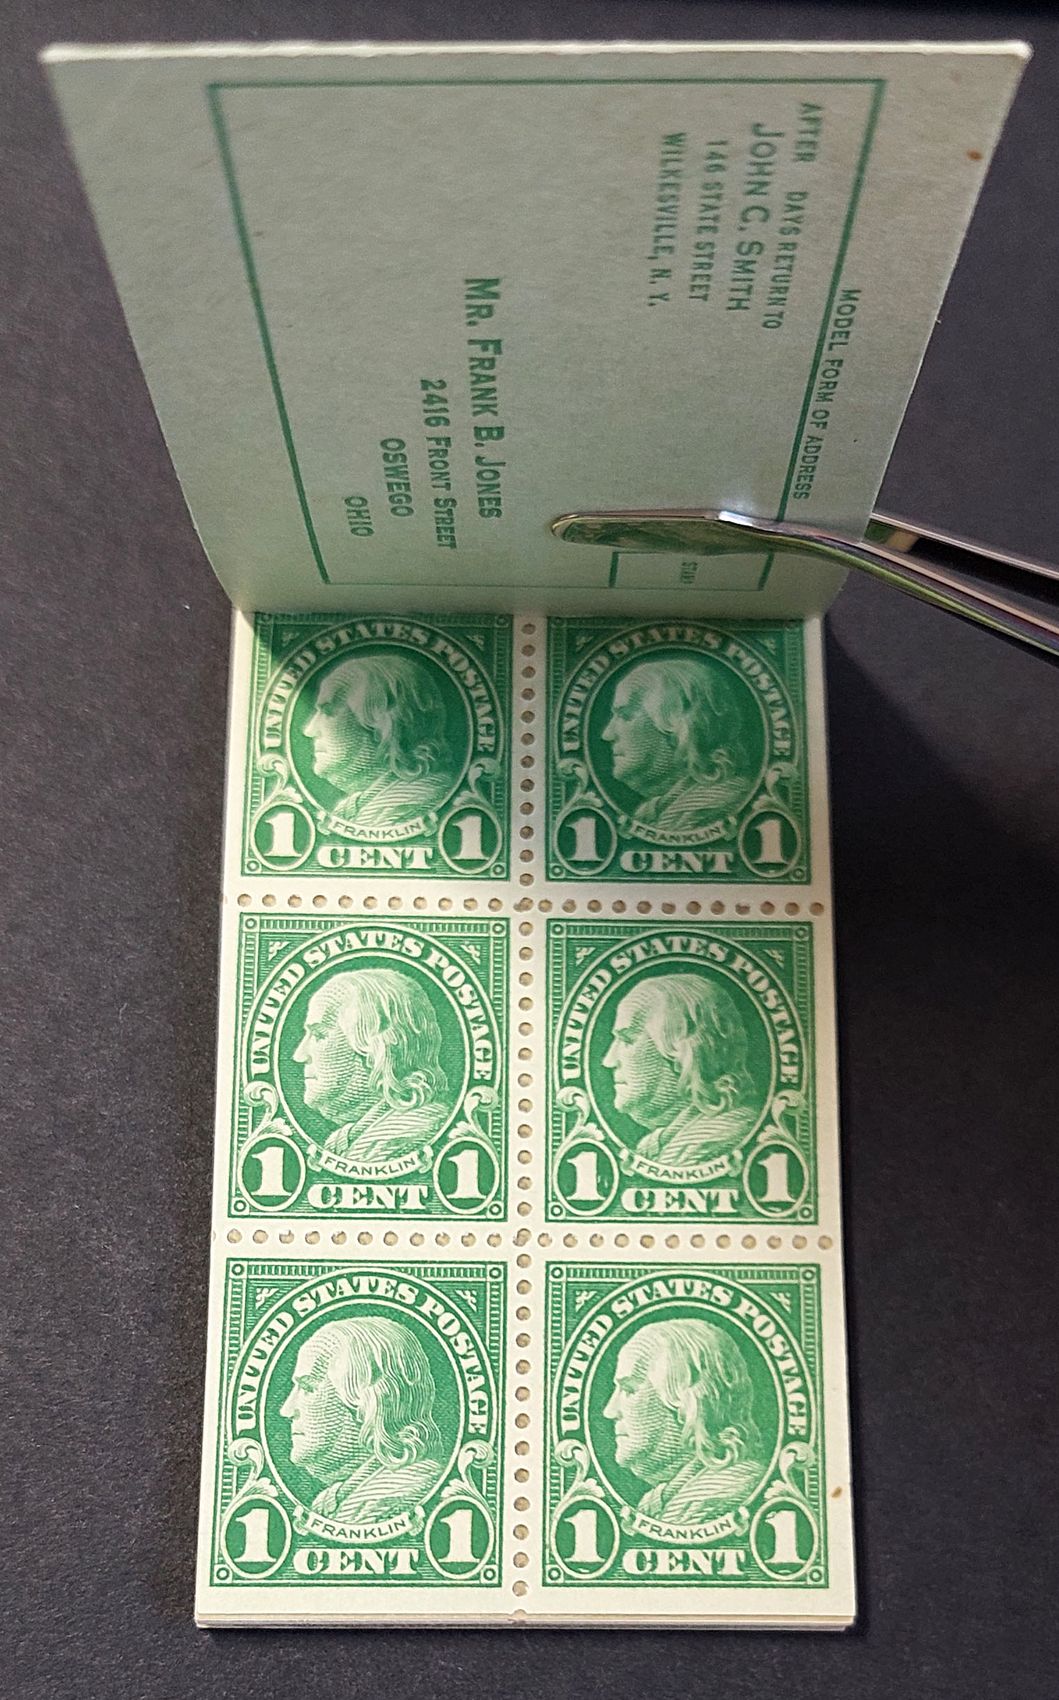 MODEL FORM OF ADDRESS
AFTER DAYS RETURN TO
JOHN C. SMITH
146 STATE STREET
WILKESVILLE, N. Y.
STAMP
MR. FRANK B. JONES
2416 FRONT STREET
OSWEGO
OHIO
UNITED STATES POSTAGE
FRANKLIN
1 CENT 1
UNITED STATES POSTAGE
FRANKLIN
1 CENT 1
UNITED STATES POSTAGE
FRANKLIN
1 CENT 1
UNITED STATES POSTAGE
FRANKLIN
1 CENT 1
UNITED STATES POSTAGE
FRANKLIN
1 CENT 1
UNITED STATES POSTAGE
FRANKLIN
1 CENT 1